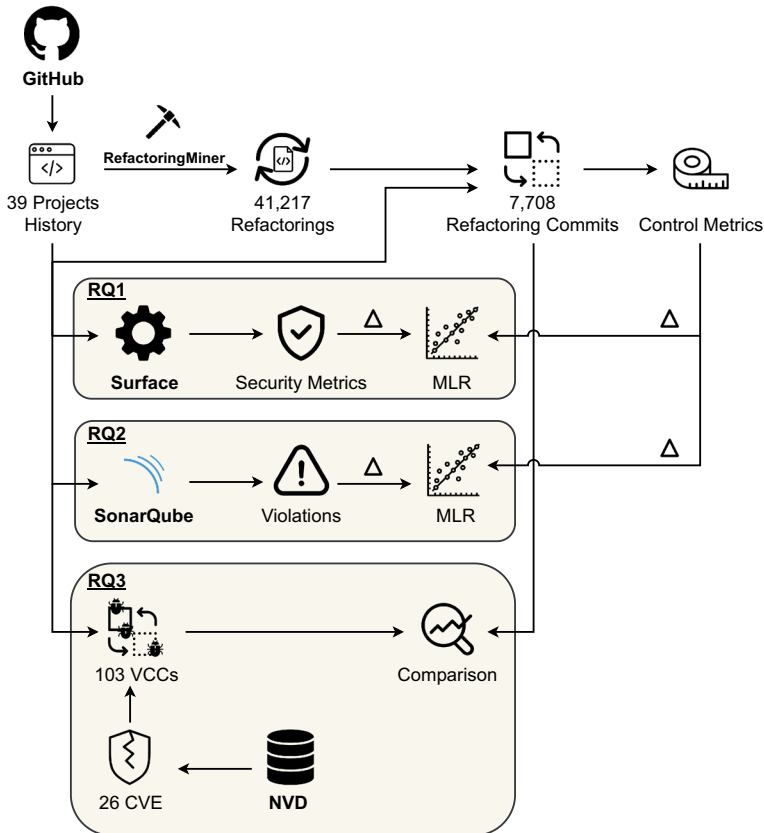 GitHub
RefactoringMiner
39 Projects
History
41,217
Refactorings
7,708
Refactoring Commits
Control Metrics
RQ1
Δ
Δ
Surface
Security Metrics
MLR
RQ2
Δ
Δ
SonarQube
Violations
MLR
RQ3
103 VCCs
Comparison
26 CVE
NVD